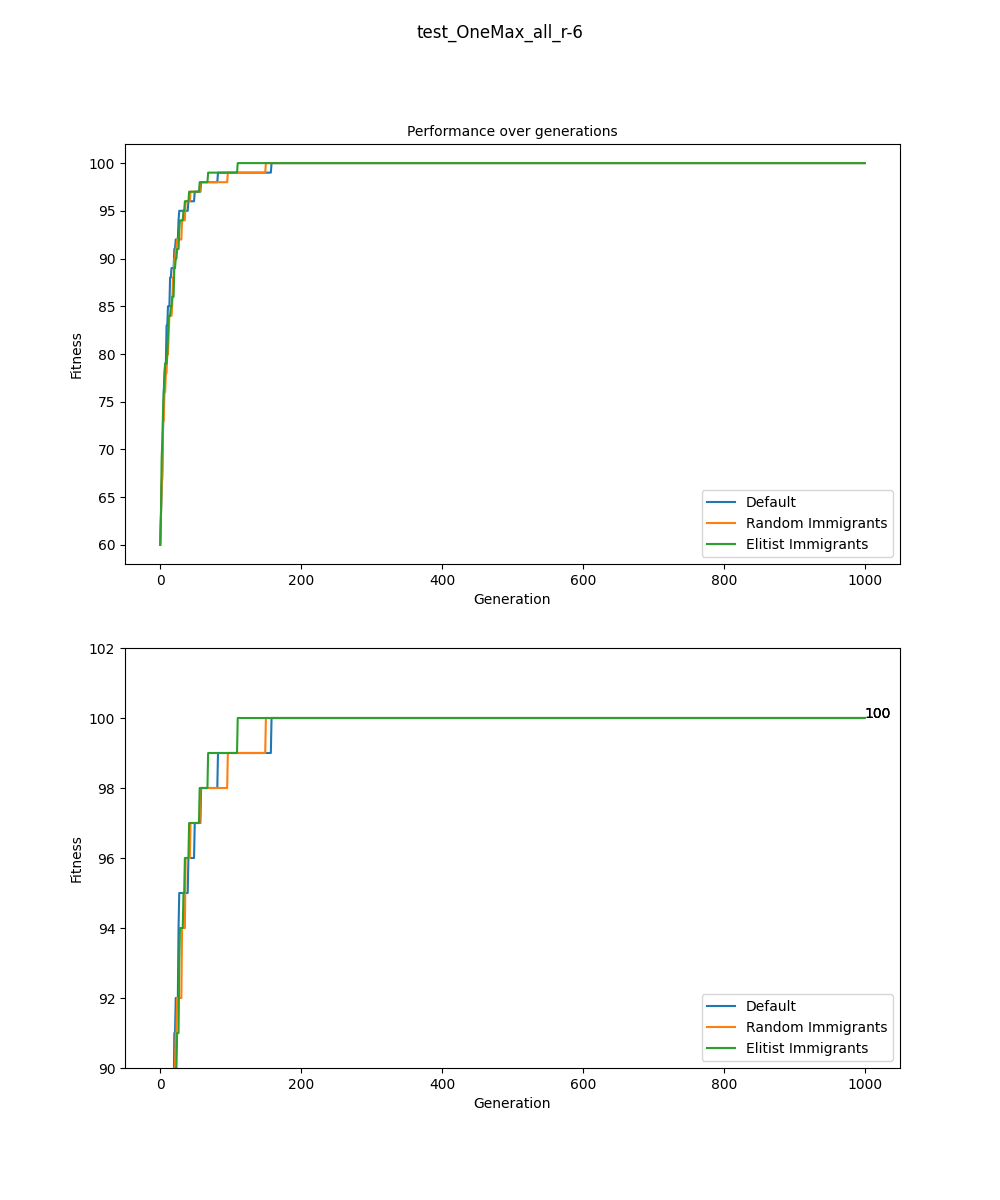 test_OneMax_all_r-6
Performance over generations
100
95
90
85
80
75
70
65
60
Fitness
0 200 400 600 800 1000
Generation
Default
Random Immigrants
Elitist Immigrants
102
100
98
96
94
92
90
Fitness
100
0 200 400 600 800 1000
Generation
Default
Random Immigrants
Elitist Immigrants